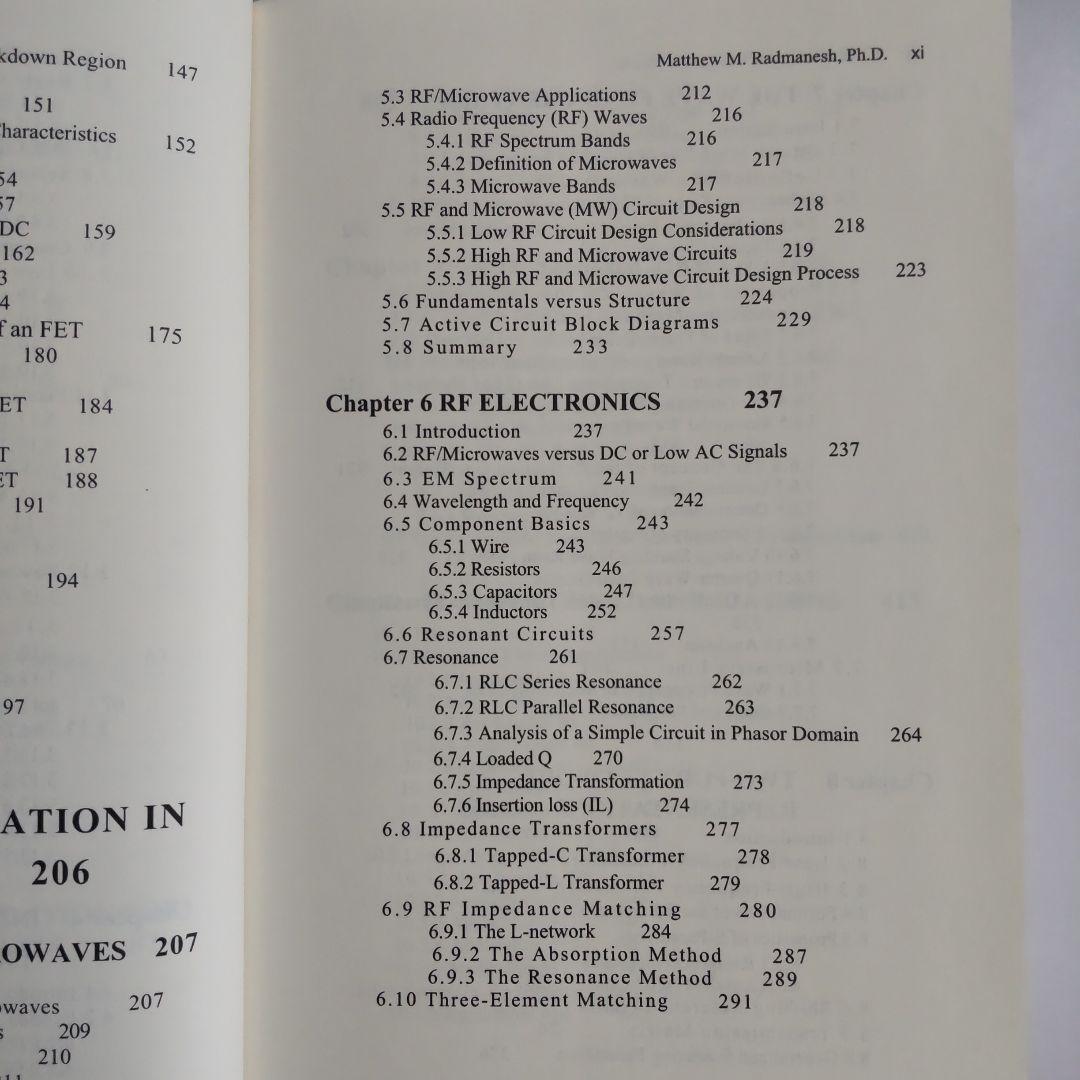 down Region 147
151
haracteristics 152
54
57
DC 159
162
3
4
f an FET 175
180
ET 184
T 187
ET 188
191
194
97
ATION IN
206
OWAVES 207
waves 207
s 209
210
Matthew M. Radmanesh, Ph.D. xi
5.3 RF/Microwave Applications 212
5.4 Radio Frequency (RF) Waves 216
5.4.1 RF Spectrum Bands 216
5.4.2 Definition of Microwaves 217
5.4.3 Microwave Bands 217
5.5 RF and Microwave (MW) Circuit Design 218
5.5.1 Low RF Circuit Design Considerations 218
5.5.2 High RF and Microwave Circuits 219
5.5.3 High RF and Microwave Circuit Design Process 223
5.6 Fundamentals versus Structure 224
5.7 Active Circuit Block Diagrams 229
5.8 Summary 233
Chapter 6 RF ELECTRONICS 237
6.1 Introduction 237
6.2 RF/Microwaves versus DC or Low AC Signals 237
6.3 EM Spectrum 241
6.4 Wavelength and Frequency 242
6.5 Component Basics 243
6.5.1 Wire 243
6.5.2 Resistors 246
6.5.3 Capacitors 247
6.5.4 Inductors 252
6.6 Resonant Circuits 257
6.7 Resonance 261
6.7.1 RLC Series Resonance 262
6.7.2 RLC Parallel Resonance 263
6.7.3 Analysis of a Simple Circuit in Phasor Domain 264
6.7.4 Loaded Q 270
6.7.5 Impedance Transformation 273
6.7.6 Insertion loss (IL) 274
6.8 Impedance Transformers 277
6.8.1 Tapped-C Transformer 278
6.8.2 Tapped-L Transformer 279
6.9 RF Impedance Matching 280
6.9.1 The L-network 284
6.9.2 The Absorption Method 287
6.9.3 The Resonance Method 289
6.10 Three-Element Matching 291